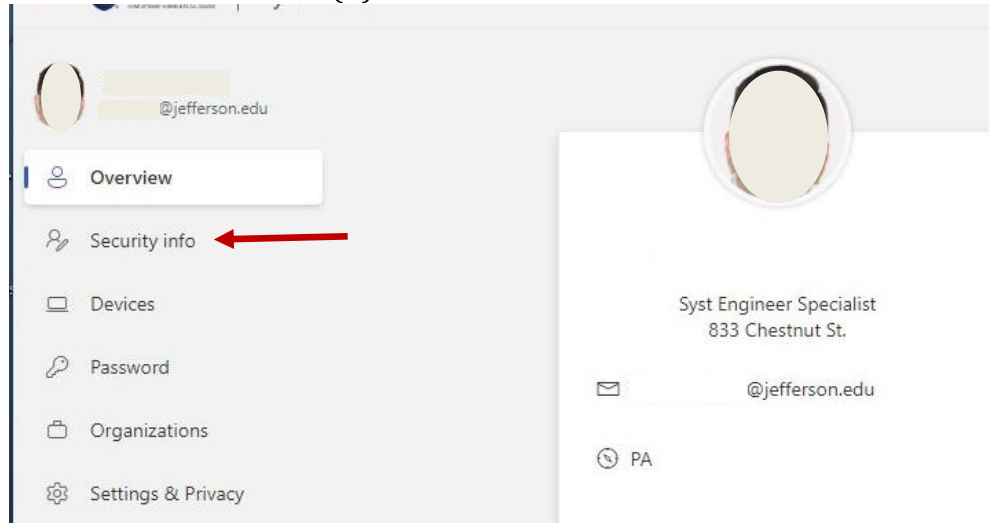 @jefferson.edu
Overview
Security info
Devices
Password
Organizations
Settings & Privacy
Syst Engineer Specialist
833 Chestnut St.
@jefferson.edu
PA